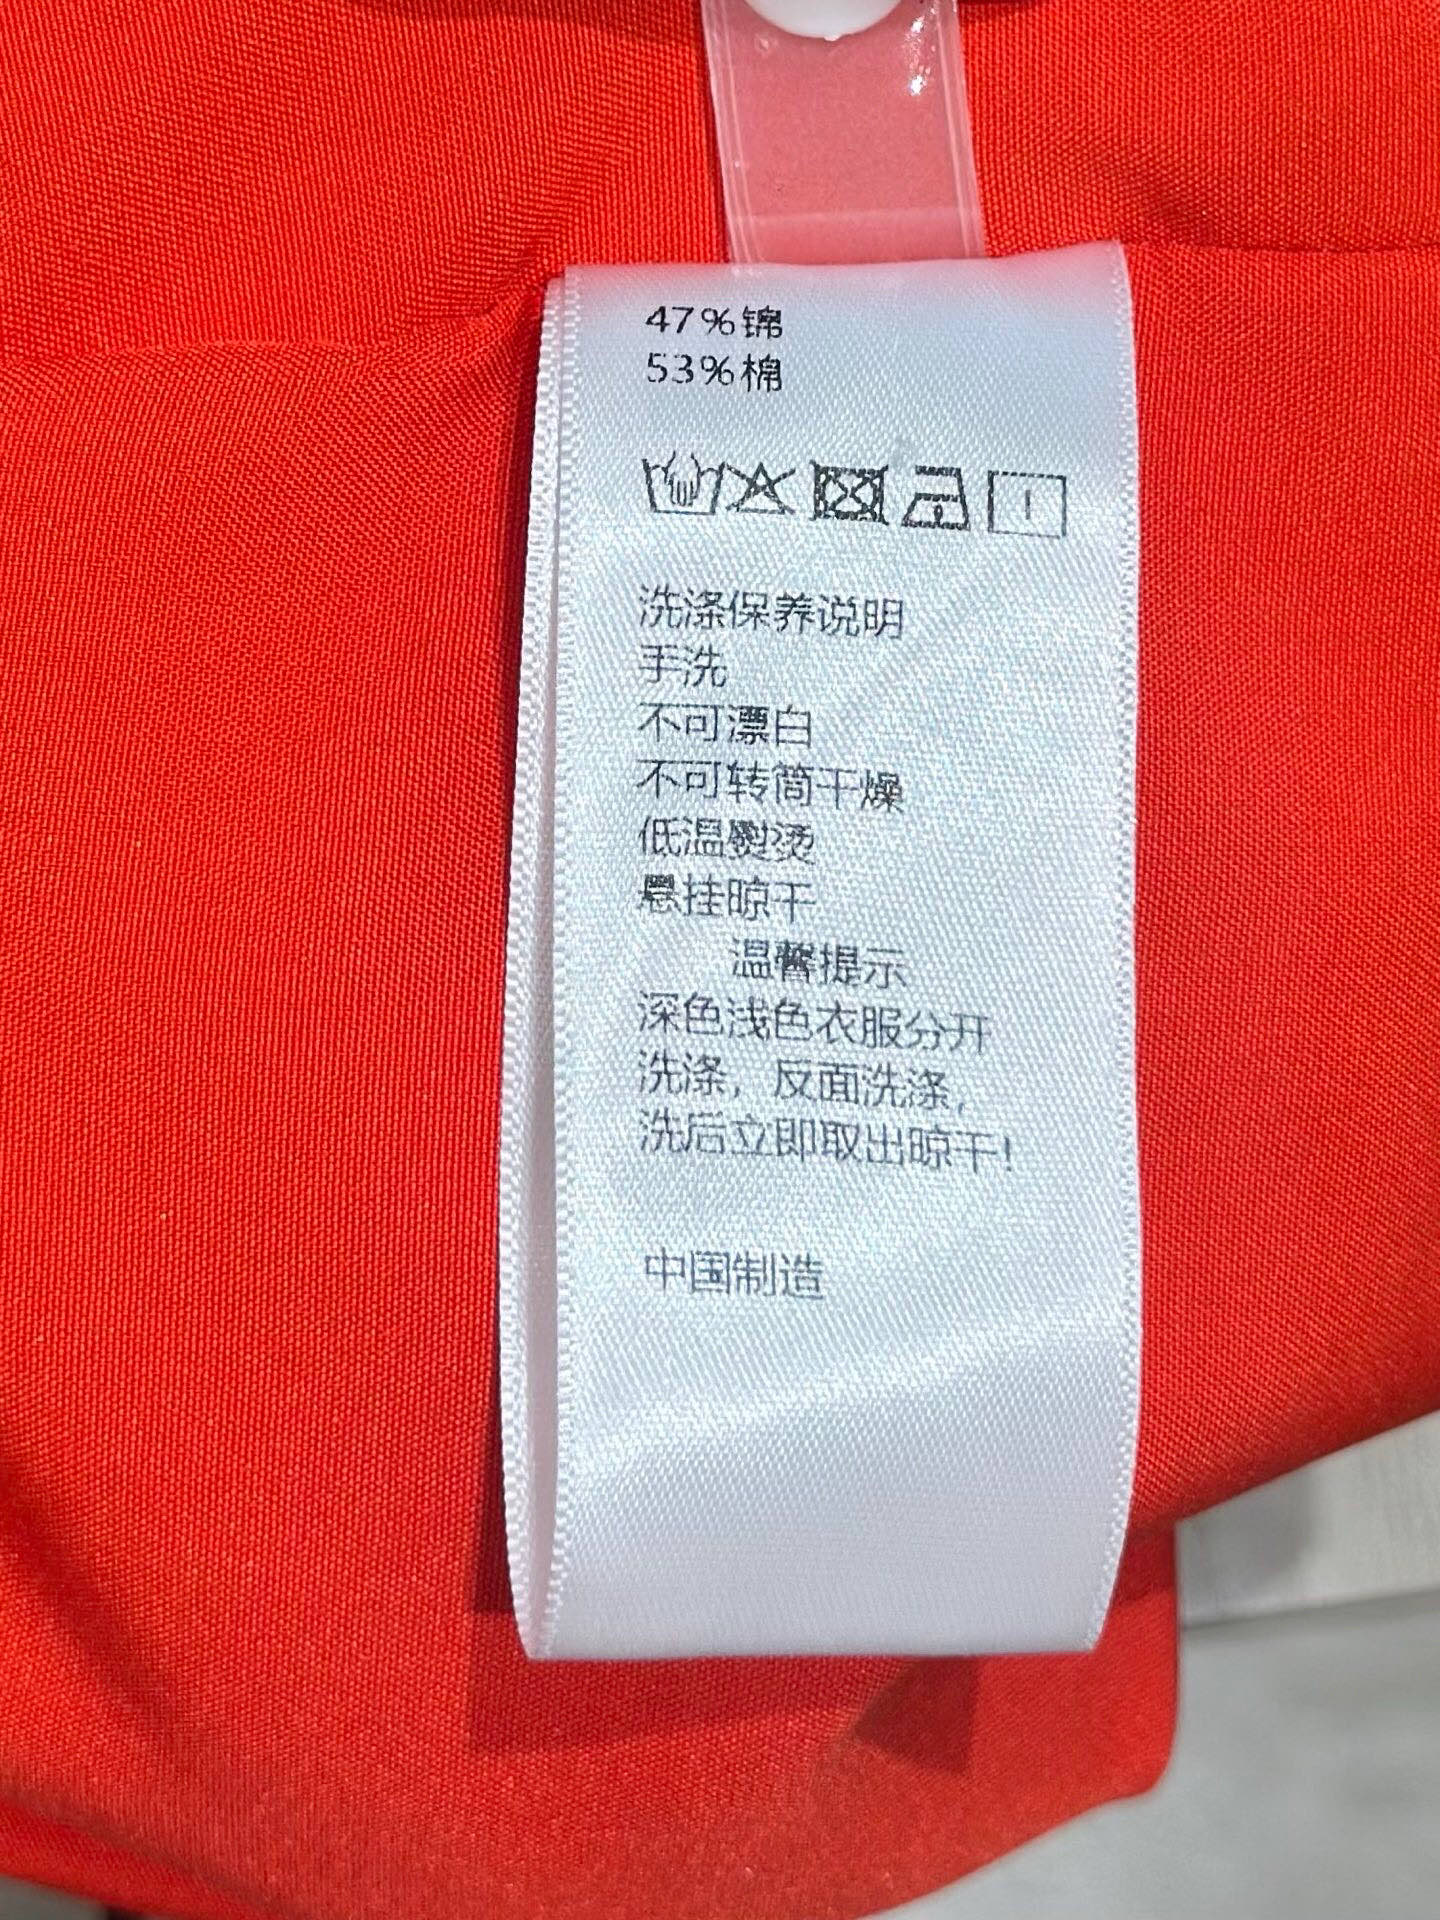 47%锦
53%棉
洗涤保养说明
手洗
不可漂白
不可转筒干燥
低温熨烫
悬挂晾干
温馨提示
深色浅色衣服分开
洗涤，反面洗涤，
洗后立即取出晾干！
中国制造